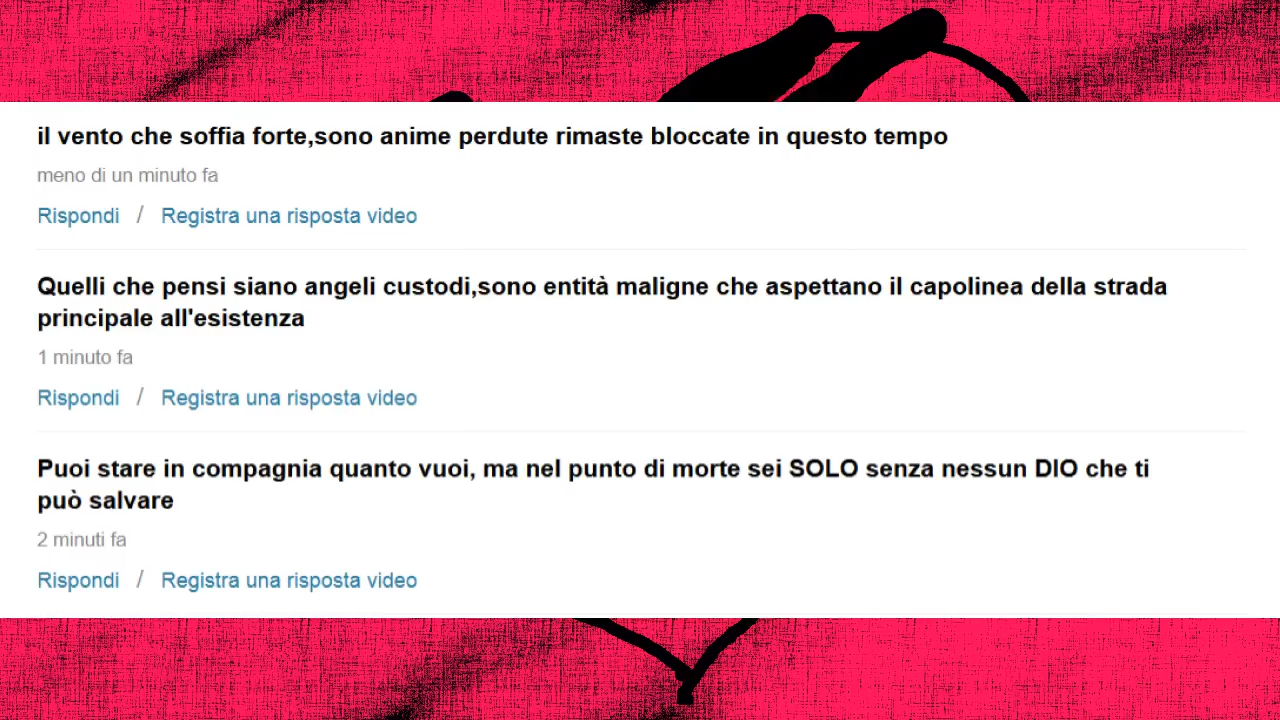 il vento che soffia forte,sono anime perdute rimaste bloccate in questo tempo
meno di un minuto fa
Rispondi / Registra una risposta video
Quelli che pensi siano angeli custodi,sono entità maligne che aspettano il capolinea della strada
principale all'esistenza
1 minuto fa
Rispondi / Registra una risposta video
Puoi stare in compagnia quanto vuoi, ma nel punto di morte sei SOLO senza nessun DIO che ti
può salvare
2 minuti fa
Rispondi / Registra una risposta video